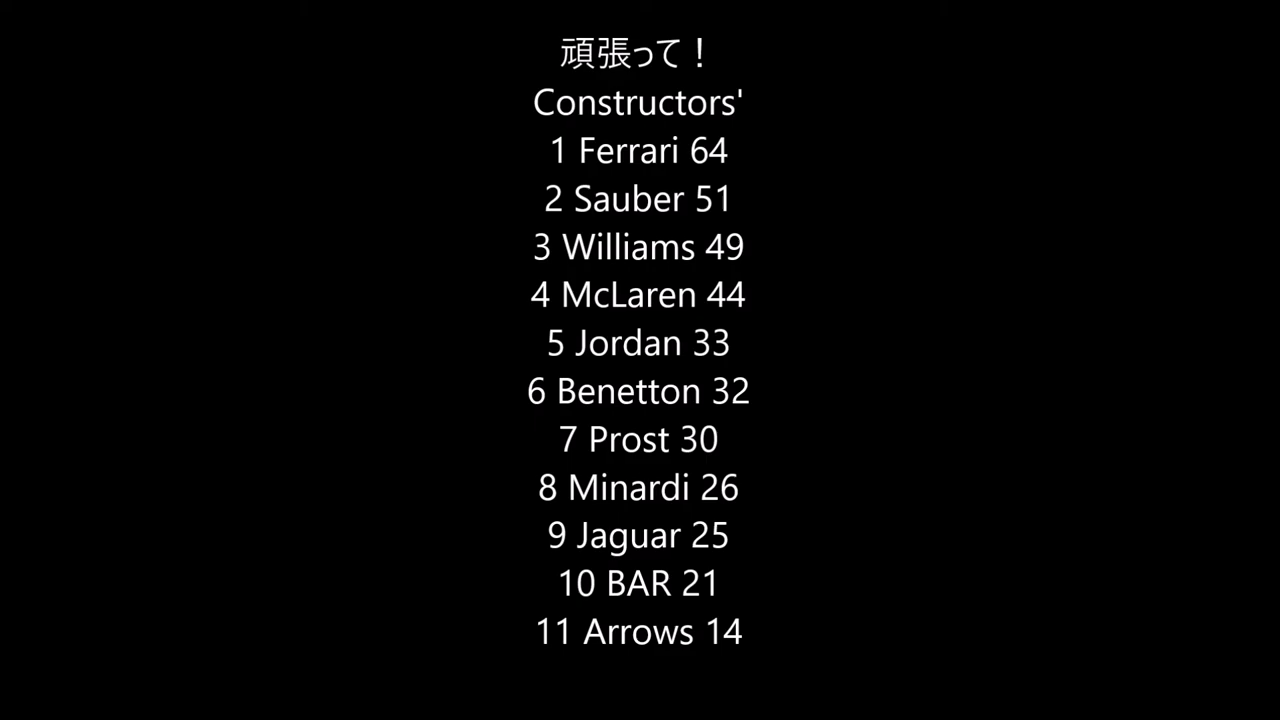 頑張って！
Constructors'
1 Ferrari 64
2 Sauber 51
3 Williams 49
4 McLaren 44
5 Jordan 33
6 Benetton 32
7 Prost 30
8 Minardi 26
9 Jaguar 25
10 BAR 21
11 Arrows 14